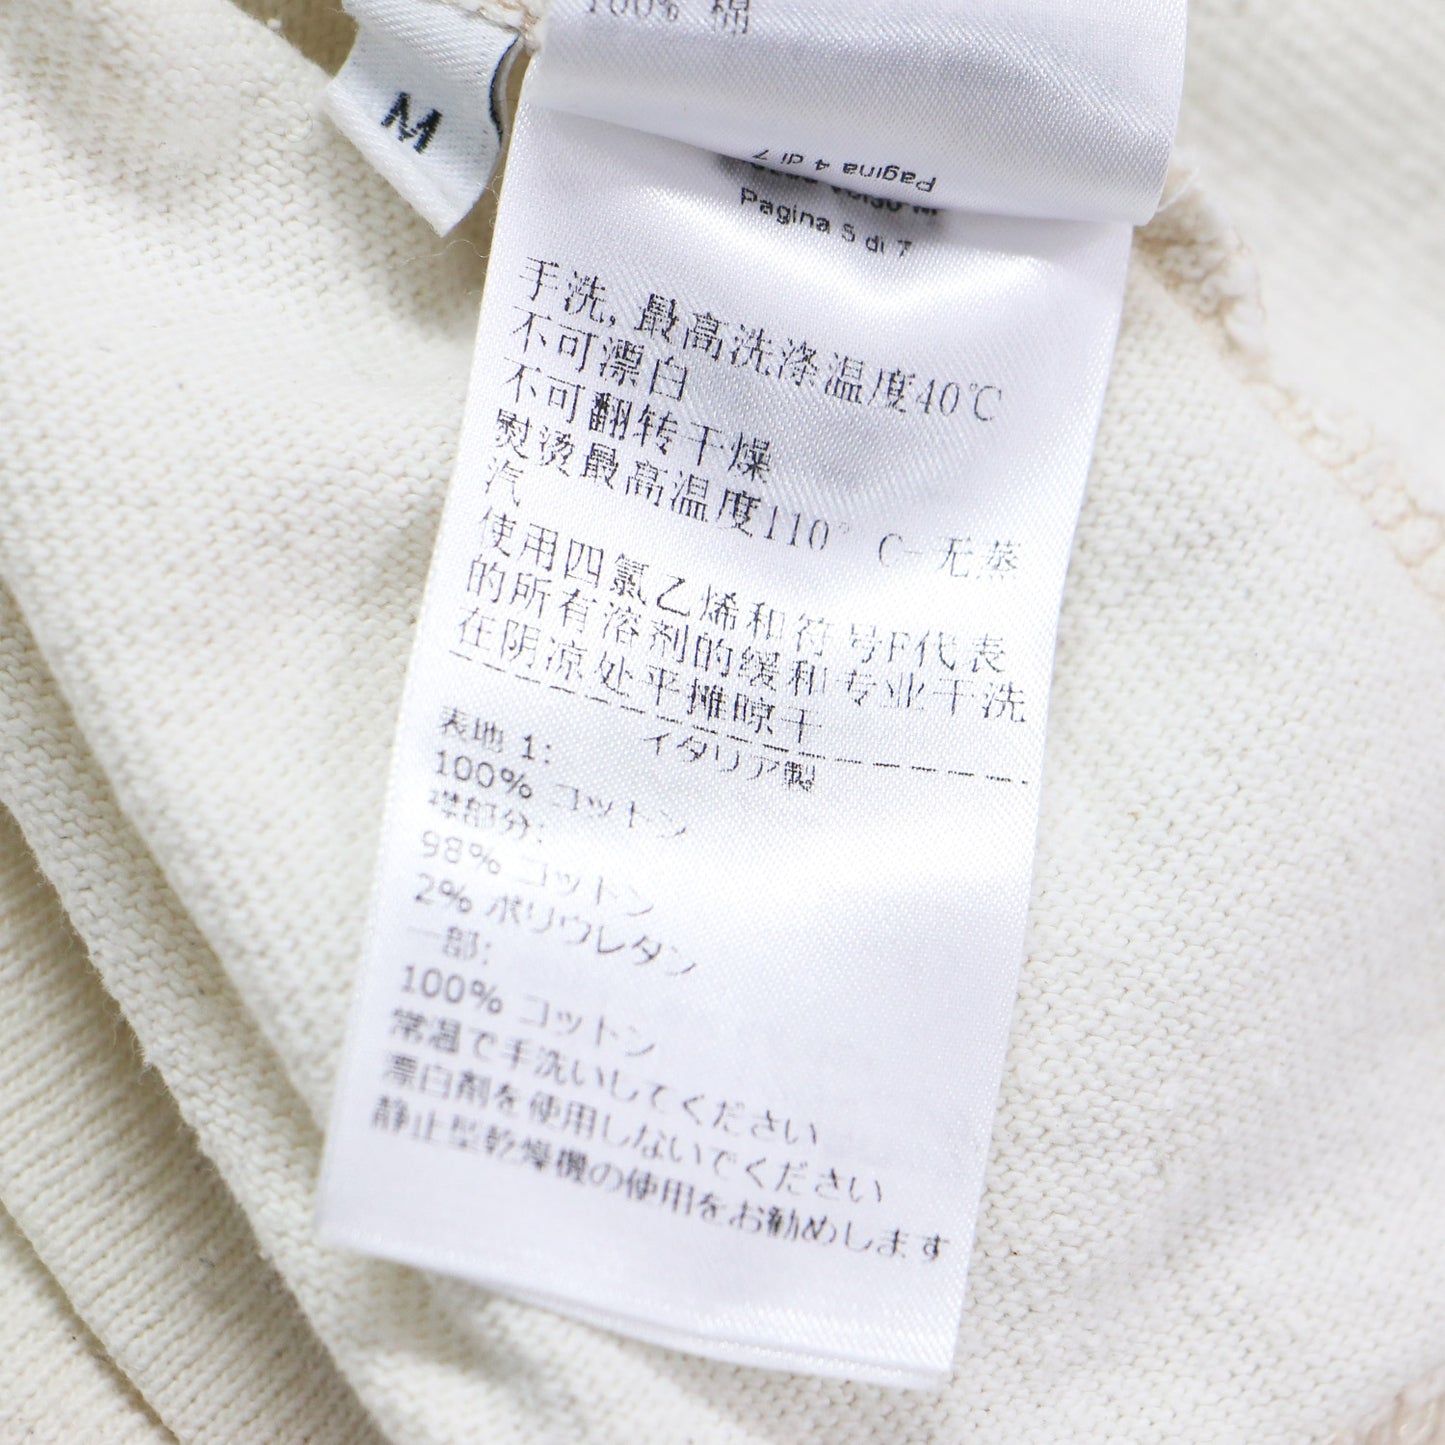 100% 棉
M
Pagina 4 di 7
Pagina 5 di 7
手洗, 最高洗涤温度40℃
不可漂白
不可翻转干燥
熨烫最高温度110° C-无蒸
汽
使用四氯乙烯和符号F代表
的所有溶剂的缓和专业干洗
在阴凉处平摊晾干
イタリア製
表地 1:
100% コットン
襟部分:
98% コットン
2% ポリウレタン
一部:
100% コットン
常温で手洗いしてください
漂白剤を使用しないでください
静止型乾燥機の使用をお勧めします